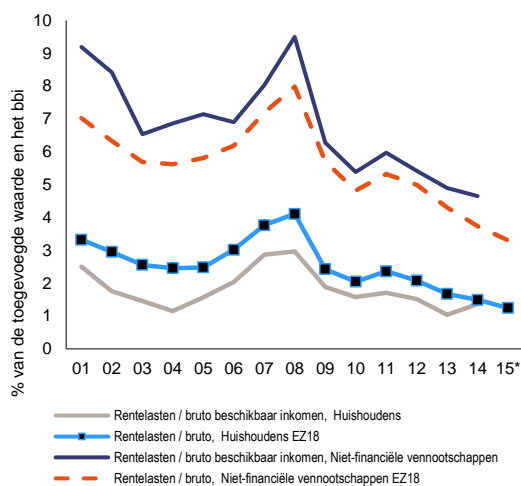 % van de toegevoegde waarde en het bbi
10
9
8
7
6
5
4
3
2
1
0
01 02 03 04 05 06 07 08 09 10 11 12 13 14 15*
Rentelasten / bruto beschikbaar inkomen, Huishoudens
Rentelasten / bruto, Huishoudens EZ18
Rentelasten / bruto beschikbaar inkomen, Niet-financiële vennootschappen
Rentelasten / bruto, Niet-financiële vennootschappen EZ18